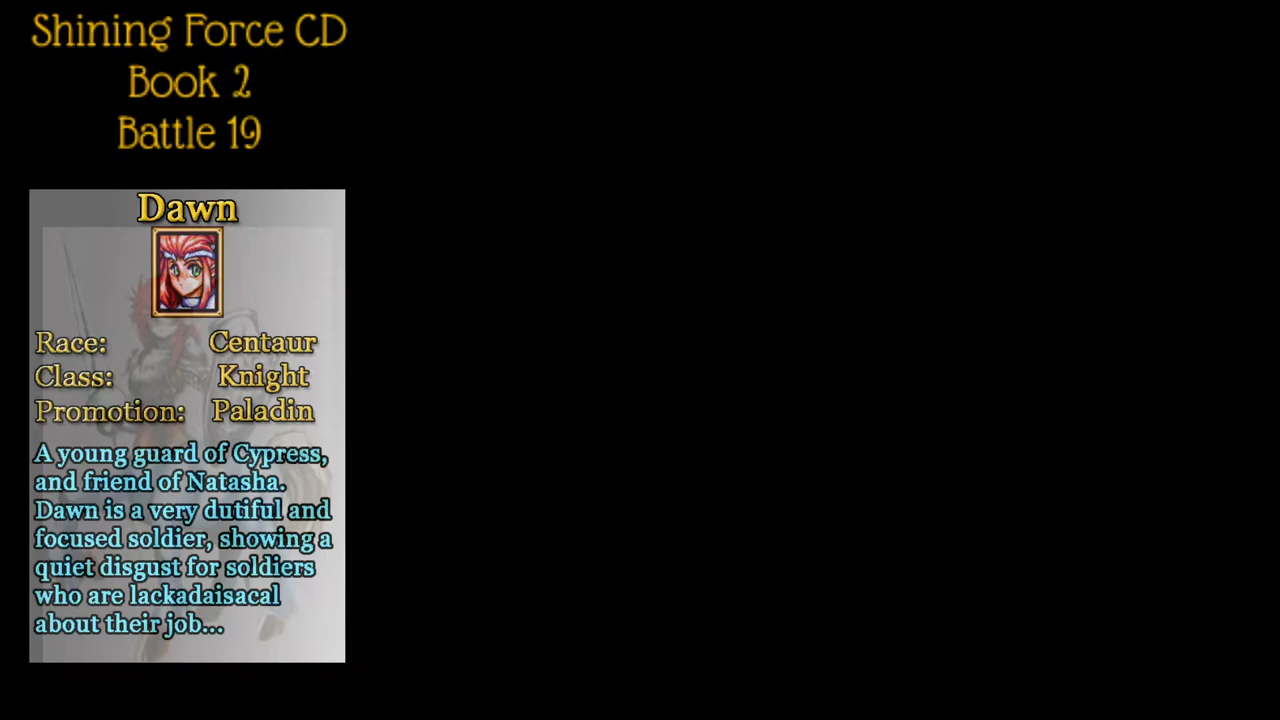 Shining Force CD
Book 2
Battle 19
Dawn
Race: Centaur
Class: Knight
Promotion: Paladin
A young guard of Cypress,
and friend of Natasha.
Dawn is a very dutiful and
focused soldier, showing a
quiet disgust for soldiers
who are lackadaisacal
about their job...